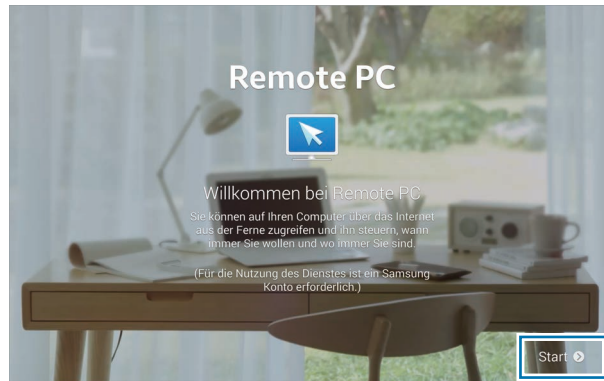 Remote PC
Willkommen bei Remote PC
Sie können auf Ihren Computer über das Internet
aus der Ferne zugreifen und ihn steuern, wann
immer Sie wollen und wo immer Sie sind.
(Für die Nutzung des Dienstes ist ein Samsung
Konto erforderlich.)
Start